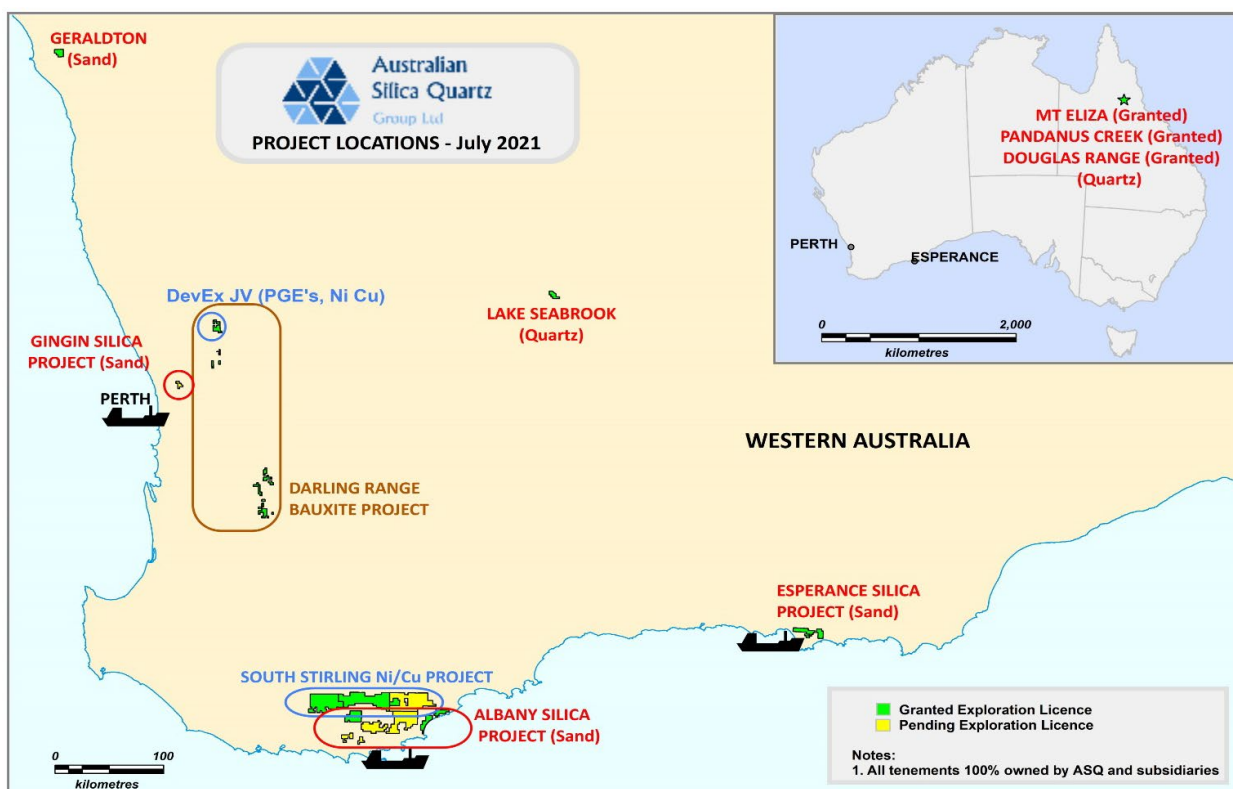 GERALDTON
(Sand)
Australian
Silica Quartz
Group Ltd
PROJECT LOCATIONS - July 2021
MT ELIZA (Granted)
PANDANUS CREEK (Granted)
DOUGLAS RANGE (Granted)
(Quartz)
PERTH
ESPERANCE
0 2,000
kilometres
DevEx JV (PGE's, Ni Cu)
LAKE SEABROOK
(Quartz)
GINGIN SILICA
PROJECT (Sand)
PERTH
WESTERN AUSTRALIA
DARLING RANGE
BAUXITE PROJECT
ESPERANCE SILICA
PROJECT (Sand)
SOUTH STIRLING Ni/Cu PROJECT
ALBANY SILICA
PROJECT (Sand)
0 100
kilometres
Granted Exploration Licence
Pending Exploration Licence
Notes:
1. All tenements 100% owned by ASQ and subsidiaries